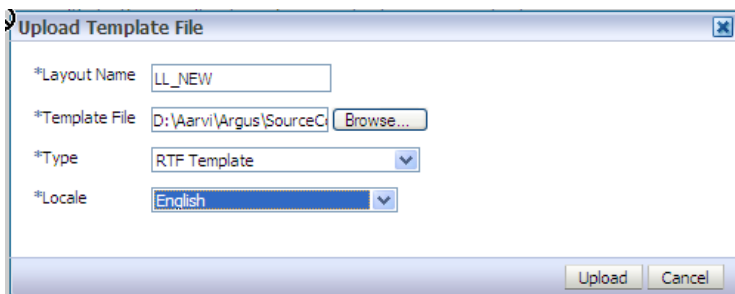 Upload Template File
*Layout Name LL_NEW
*Template File D:\Aarvi\Argus\SourceC Browse...
*Type RTF Template
*Locale English
Upload Cancel